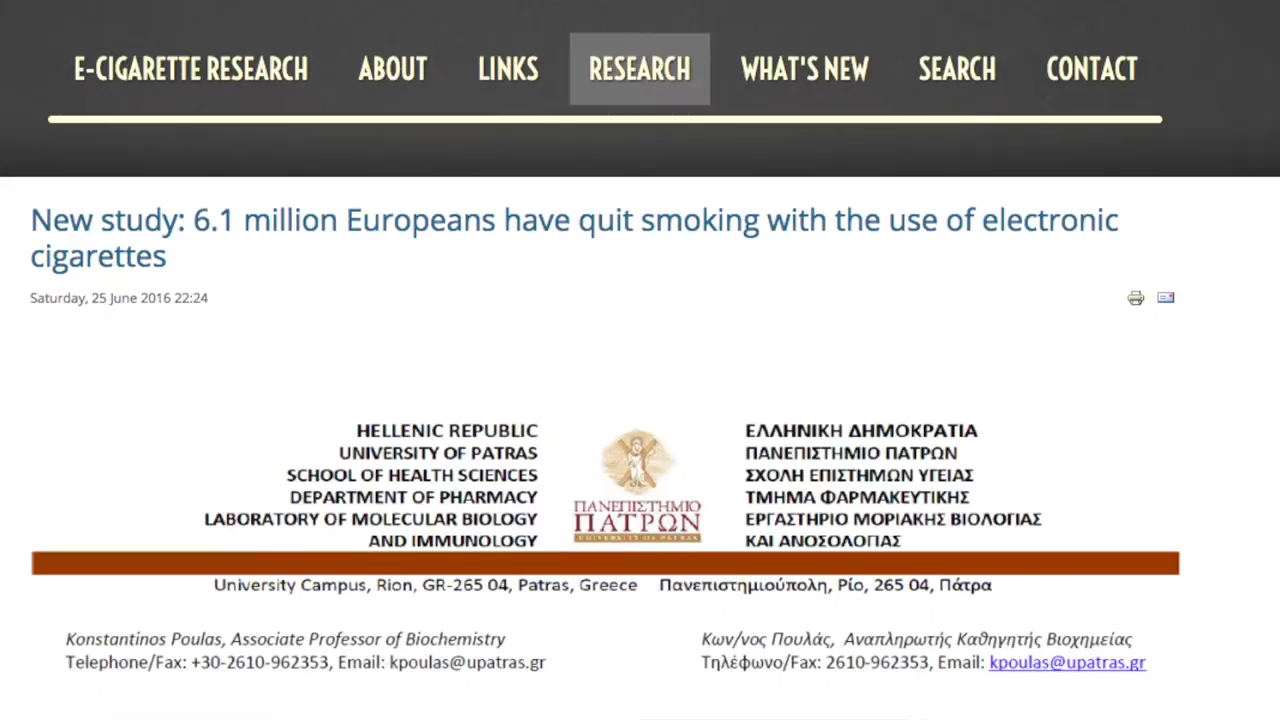 E-CIGARETTE RESEARCH ABOUT LINKS RESEARCH WHAT'S NEW SEARCH CONTACT
New study: 6.1 million Europeans have quit smoking with the use of electronic
cigarettes
Saturday, 25 June 2016 22:24
HELLENIC REPUBLIC
UNIVERSITY OF PATRAS
SCHOOL OF HEALTH SCIENCES
DEPARTMENT OF PHARMACY
LABORATORY OF MOLECULAR BIOLOGY
AND IMMUNOLOGY
ΠΑΝΕΠΙΣΤΗΜΙΟ
ΠΑΤΡΩΝ
UNIVERSITY OF PATRAS
ΕΛΛΗΝΙΚΗ ΔΗΜΟΚΡΑΤΙΑ
ΠΑΝΕΠΙΣΤΗΜΙΟ ΠΑΤΡΩΝ
ΣΧΟΛΗ ΕΠΙΣΤΗΜΩΝ ΥΓΕΙΑΣ
ΤΜΗΜΑ ΦΑΡΜΑΚΕΥΤΙΚΗΣ
ΕΡΓΑΣΤΗΡΙΟ ΜΟΡΙΑΚΗΣ ΒΙΟΛΟΓΙΑΣ
ΚΑΙ ΑΝΟΣΟΛΟΓΙΑΣ
University Campus, Rion, GR-265 04, Patras, Greece Πανεπιστημιούπολη, Ρίο, 265 04, Πάτρα
Konstantinos Poulas, Associate Professor of Biochemistry
Telephone/Fax: +30-2610-962353, Email: kpoulas@upatras.gr
Κων/νος Πουλάς, Αναπληρωτής Καθηγητής Βιοχημείας
Τηλέφωνο/Fax: 2610-962353, Email: kpoulas@upatras.gr